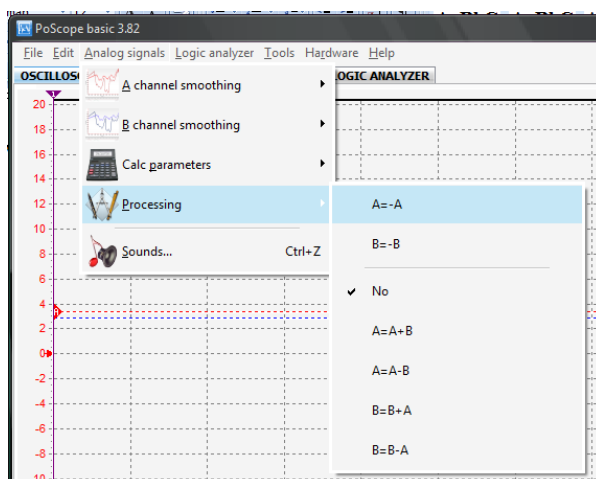 PoScope basic 3.82
File Edit Analog signals Logic analyzer Tools Hardware Help
OSCILLOS OGIC ANALYZER
A channel smoothing
B channel smoothing
Calc parameters
Processing
Sounds... Ctrl+Z
A=-A
B=-B
No
A=A+B
A=A-B
B=B+A
B=B-A
1
20
18
16
14
12
10
8
6
4
2
0
-2
-4
-6
-8